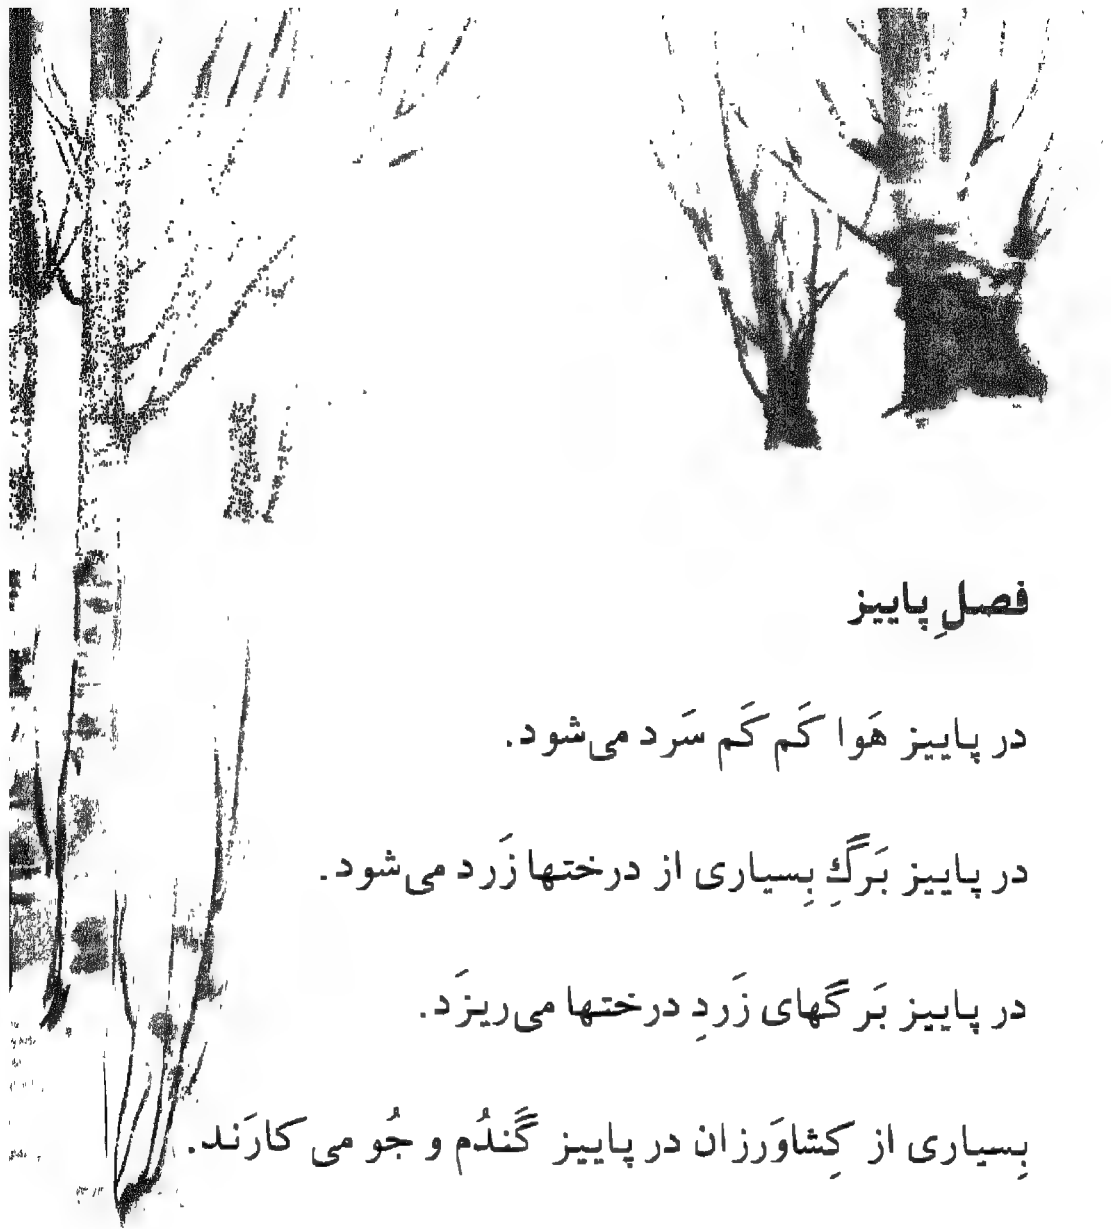 فصلِ پاییز
در پاییز هَوا کَم کَم سَرد می‌شود.
در پاییز بَرگِ بِسیاری از درختها زَرد می‌شود.
در پاییز بَرگهای زَردِ درختها می‌ریزَد.
بِسیاری از کِشاوَرزان در پاییز گَندُم و جُو می کارَند.